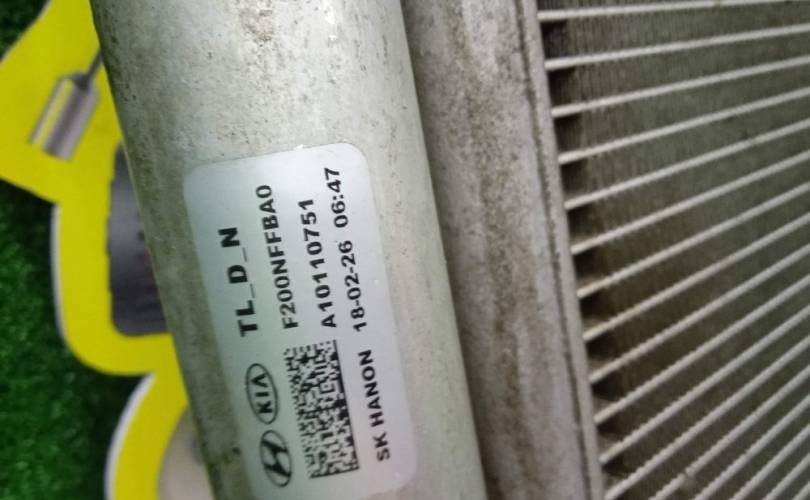 KIA
TL_D_N
F200NFFBA0
A10110751
SK HANON 18-02-26 06:47